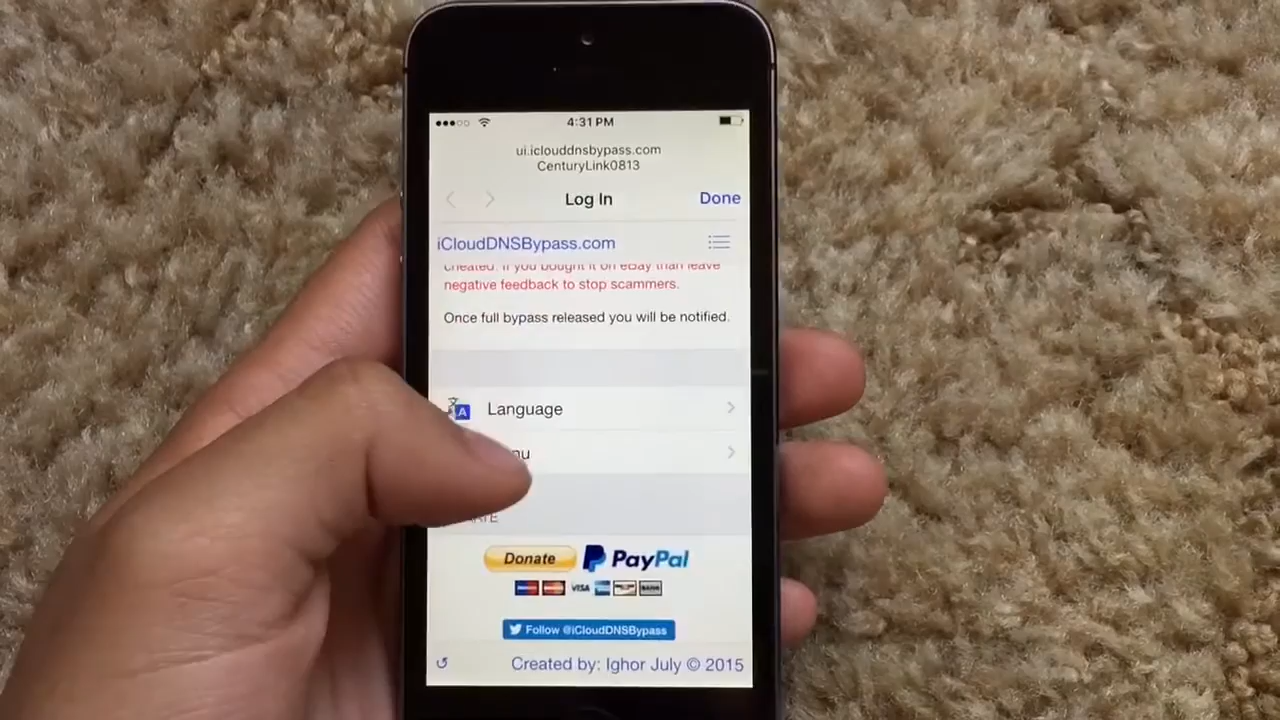 4:31 PM
ui.iclouddnsbypass.com
CenturyLink0813
Log In
Done
iCloudDNSBypass.com
created. If you bought it on eBay than leave
negative feedback to stop scammers.
Once full bypass released you will be notified.
A
Language
Donate
PayPal
VISA
Follow @iCloudDNSBypass
Created by: Ighor July © 2015